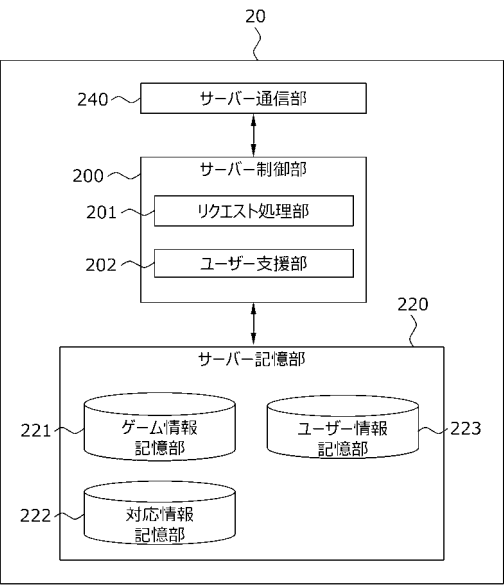 20
240
サーバー通信部
200
サーバー制御部
201
リクエスト処理部
202
ユーザー支援部
220
サーバー記憶部
221
ゲーム情報
記憶部
ユーザー情報
記憶部
223
222
対応情報
記憶部